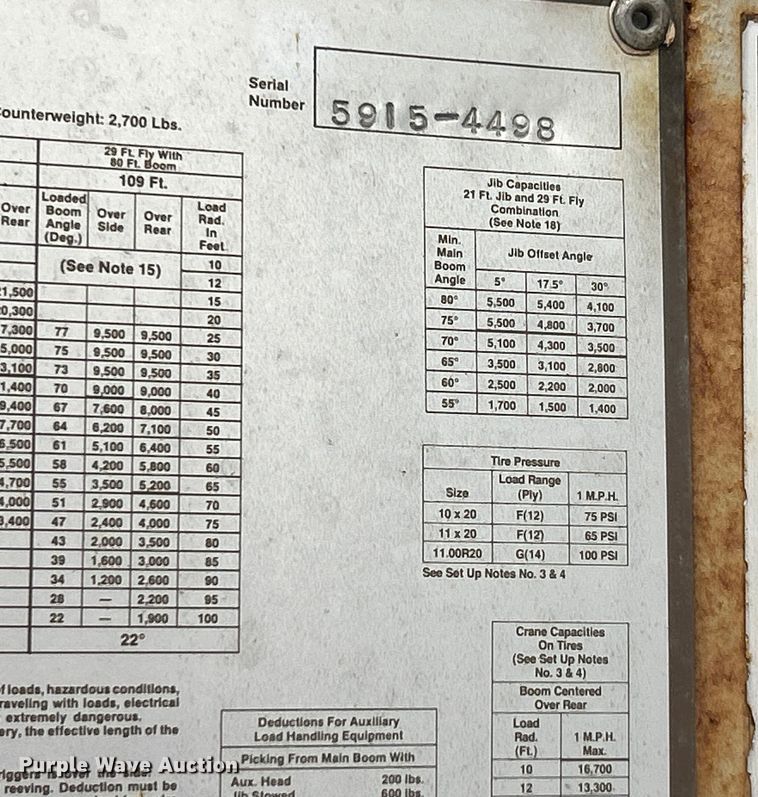 Serial
Number
5915-4498
Counterweight: 2,700 Lbs.
29 Ft. Fly With
80 Ft. Boom
109 Ft.
Over Rear | Loaded Boom Angle (Deg.) | Over Side | Over Rear | Load Rad. In Feet
(See Note 15) 10
12
21,500 15
20,300 20
7,300 77 9,500 9,500 25
5,000 75 9,500 9,500 30
3,100 73 9,500 9,500 35
1,400 70 9,000 9,000 40
9,400 67 7,600 8,000 45
7,700 64 6,200 7,100 50
6,500 61 5,100 6,400 55
5,500 58 4,200 5,800 60
4,700 55 3,500 5,200 65
4,000 51 2,900 4,600 70
3,400 47 2,400 4,000 75
43 2,000 3,500 80
39 1,600 3,000 85
34 1,200 2,600 90
28 — 2,200 95
22 — 1,900 100
22°
Jib Capacities
21 Ft. Jib and 29 Ft. Fly
Combination
(See Note 18)
Min.
Main
Boom
Angle
Jib Offset Angle
5° 17.5° 30°
80° 5,500 5,400 4,100
75° 5,500 4,800 3,700
70° 5,100 4,300 3,500
65° 3,500 3,100 2,800
60° 2,500 2,200 2,000
55° 1,700 1,500 1,400
Tire Pressure
Size | Load Range (Ply) | 1 M.P.H.
10 x 20 F(12) 75 PSI
11 x 20 F(12) 65 PSI
11.00R20 G(14) 100 PSI
See Set Up Notes No. 3 & 4
Crane Capacities
On Tires
(See Set Up Notes
No. 3 & 4)
Boom Centered
Over Rear
Load Rad. (Ft.) | 1 M.P.H. Max.
10 16,700
12 13,300
of loads, hazardous conditions,
raveling with loads, electrical
extremely dangerous.
ery, the effective length of the
riggers is over the side.
reeving. Deduction must be
Deductions For Auxiliary
Load Handling Equipment
Picking From Main Boom With
Aux. Head 200 lbs.
Jib Stowed 600 lbs.
Purple Wave Auction